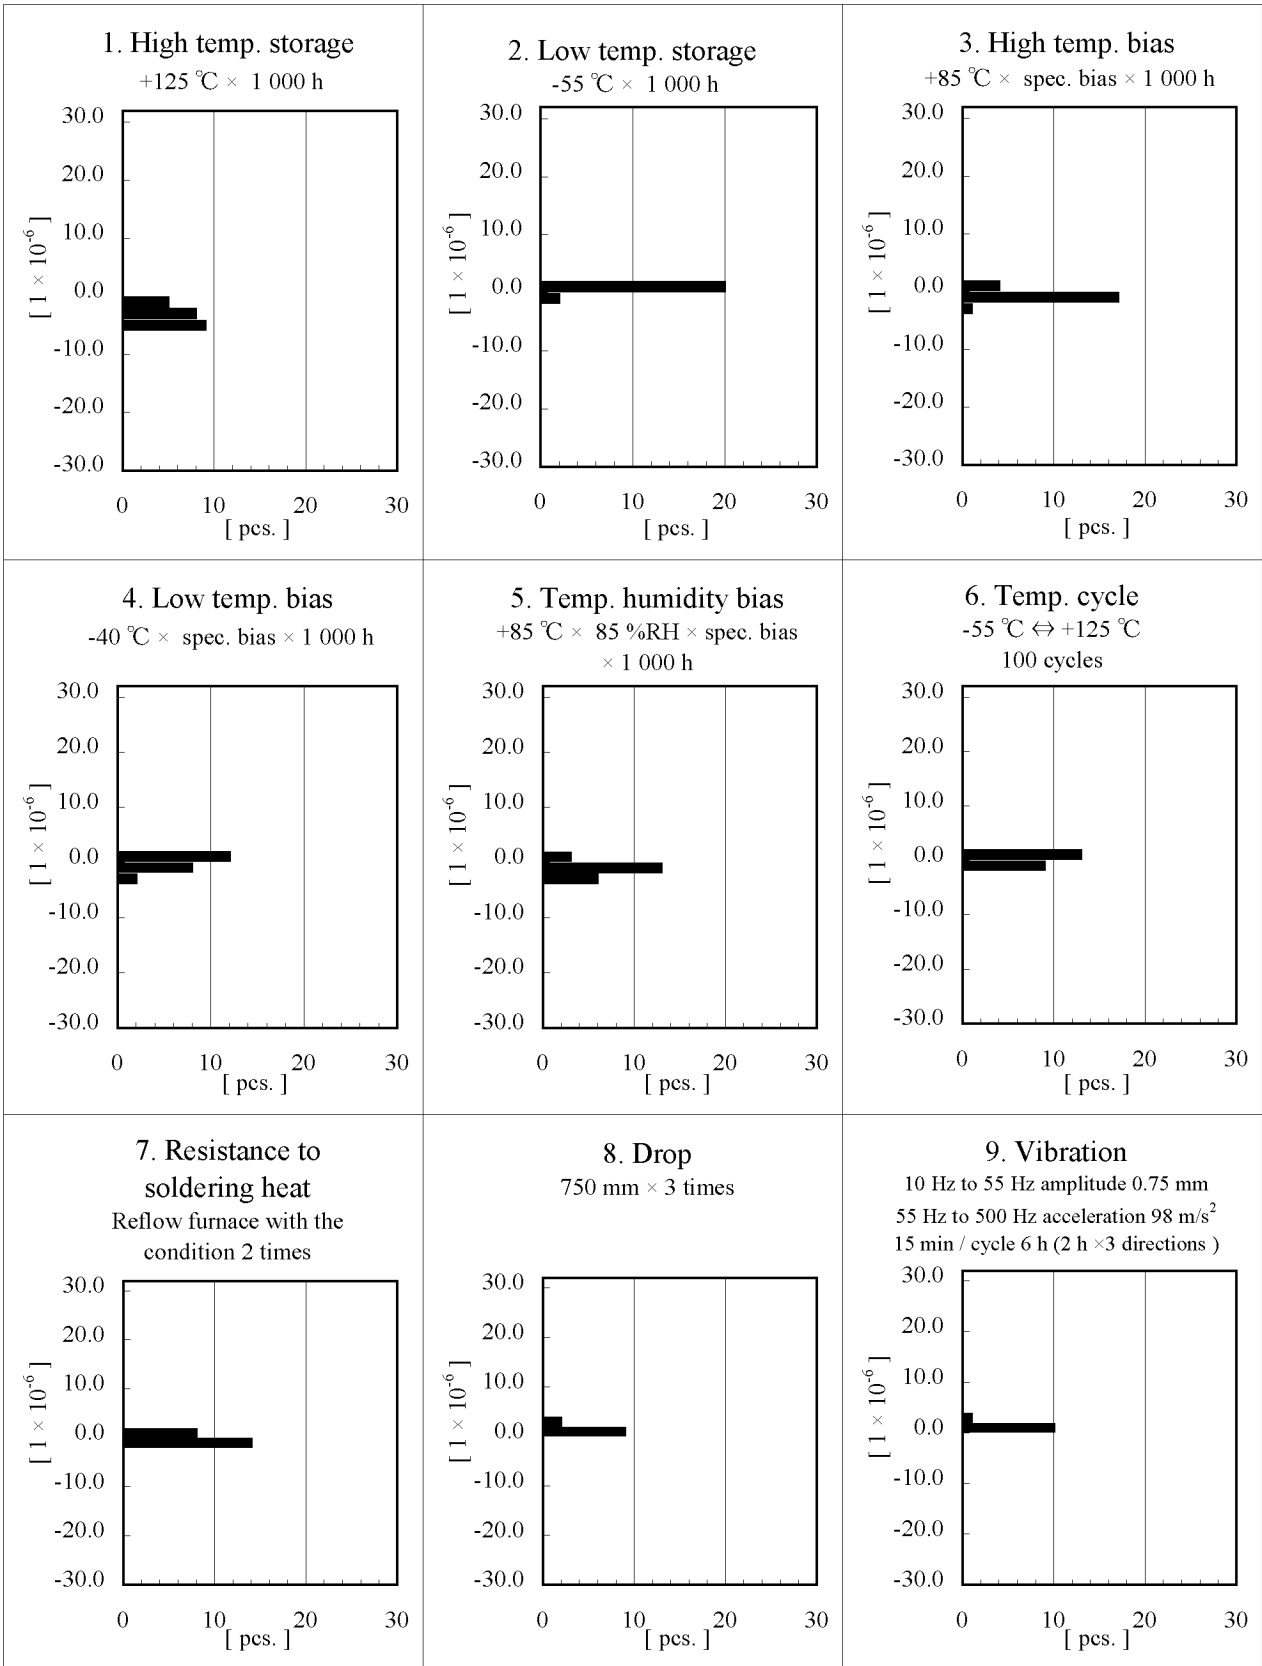 1. High temp. storage
+125 ℃ × 1 000 h
30.0
20.0
10.0
0.0
-10.0
-20.0
-30.0
[ 1 × 10⁻⁶ ]
0 10 20 30
[ pcs. ]
2. Low temp. storage
-55 ℃ × 1 000 h
30.0
20.0
10.0
0.0
-10.0
-20.0
-30.0
[ 1 × 10⁻⁶ ]
0 10 20 30
[ pcs. ]
3. High temp. bias
+85 ℃ × spec. bias × 1 000 h
30.0
20.0
10.0
0.0
-10.0
-20.0
-30.0
[ 1 × 10⁻⁶ ]
0 10 20 30
[ pcs. ]
4. Low temp. bias
-40 ℃ × spec. bias × 1 000 h
30.0
20.0
10.0
0.0
-10.0
-20.0
-30.0
[ 1 × 10⁻⁶ ]
0 10 20 30
[ pcs. ]
5. Temp. humidity bias
+85 ℃ × 85 %RH × spec. bias
× 1 000 h
30.0
20.0
10.0
0.0
-10.0
-20.0
-30.0
[ 1 × 10⁻⁶ ]
0 10 20 30
[ pcs. ]
6. Temp. cycle
-55 ℃ ⇔ +125 ℃
100 cycles
30.0
20.0
10.0
0.0
-10.0
-20.0
-30.0
[ 1 × 10⁻⁶ ]
0 10 20 30
[ pcs. ]
7. Resistance to
soldering heat
Reflow furnace with the
condition 2 times
30.0
20.0
10.0
0.0
-10.0
-20.0
-30.0
[ 1 × 10⁻⁶ ]
0 10 20 30
[ pcs. ]
8. Drop
750 mm × 3 times
30.0
20.0
10.0
0.0
-10.0
-20.0
-30.0
[ 1 × 10⁻⁶ ]
0 10 20 30
[ pcs. ]
9. Vibration
10 Hz to 55 Hz amplitude 0.75 mm
55 Hz to 500 Hz acceleration 98 m/s²
15 min / cycle 6 h (2 h ×3 directions )
30.0
20.0
10.0
0.0
-10.0
-20.0
-30.0
[ 1 × 10⁻⁶ ]
0 10 20 30
[ pcs. ]